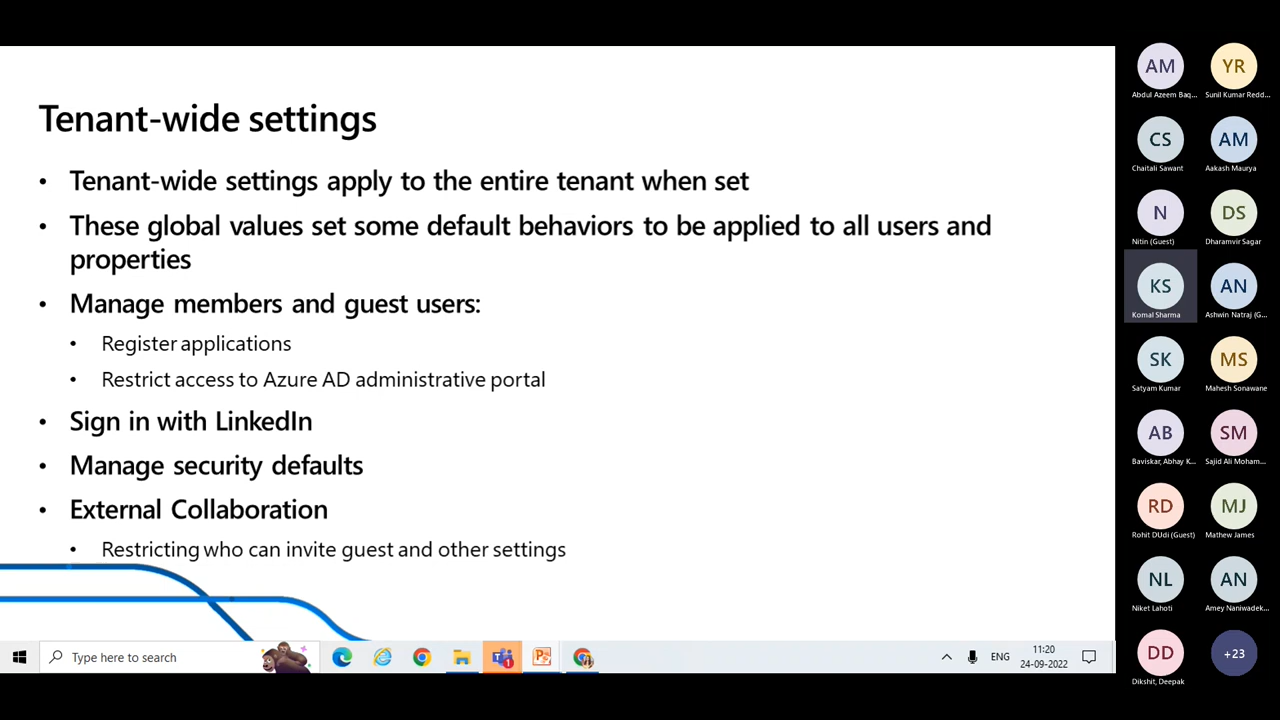 Tenant-wide settings
• Tenant-wide settings apply to the entire tenant when set
• These global values set some default behaviors to be applied to all users and
properties
• Manage members and guest users:
• Register applications
• Restrict access to Azure AD administrative portal
• Sign in with LinkedIn
• Manage security defaults
• External Collaboration
• Restricting who can invite guest and other settings
Type here to search
1
ENG
11:20
24-09-2022
AM
YR
Abdul Azeem Baq...
Sunil Kumar Redd...
CS
AM
Chaitali Sawant
Aakash Maurya
N
DS
Nitin (Guest)
Dharamvir Sagar
KS
AN
Komal Sharma
Ashwin Natraj (G...
SK
MS
Satyam Kumar
Mahesh Sonawane
AB
SM
Baviskar, Abhay K...
Sajid Ali Moham...
RD
MJ
Rohit DUdi (Guest)
Mathew James
NL
AN
Niket Lahoti
Amey Naniwadek...
DD
+23
Dikshit, Deepak